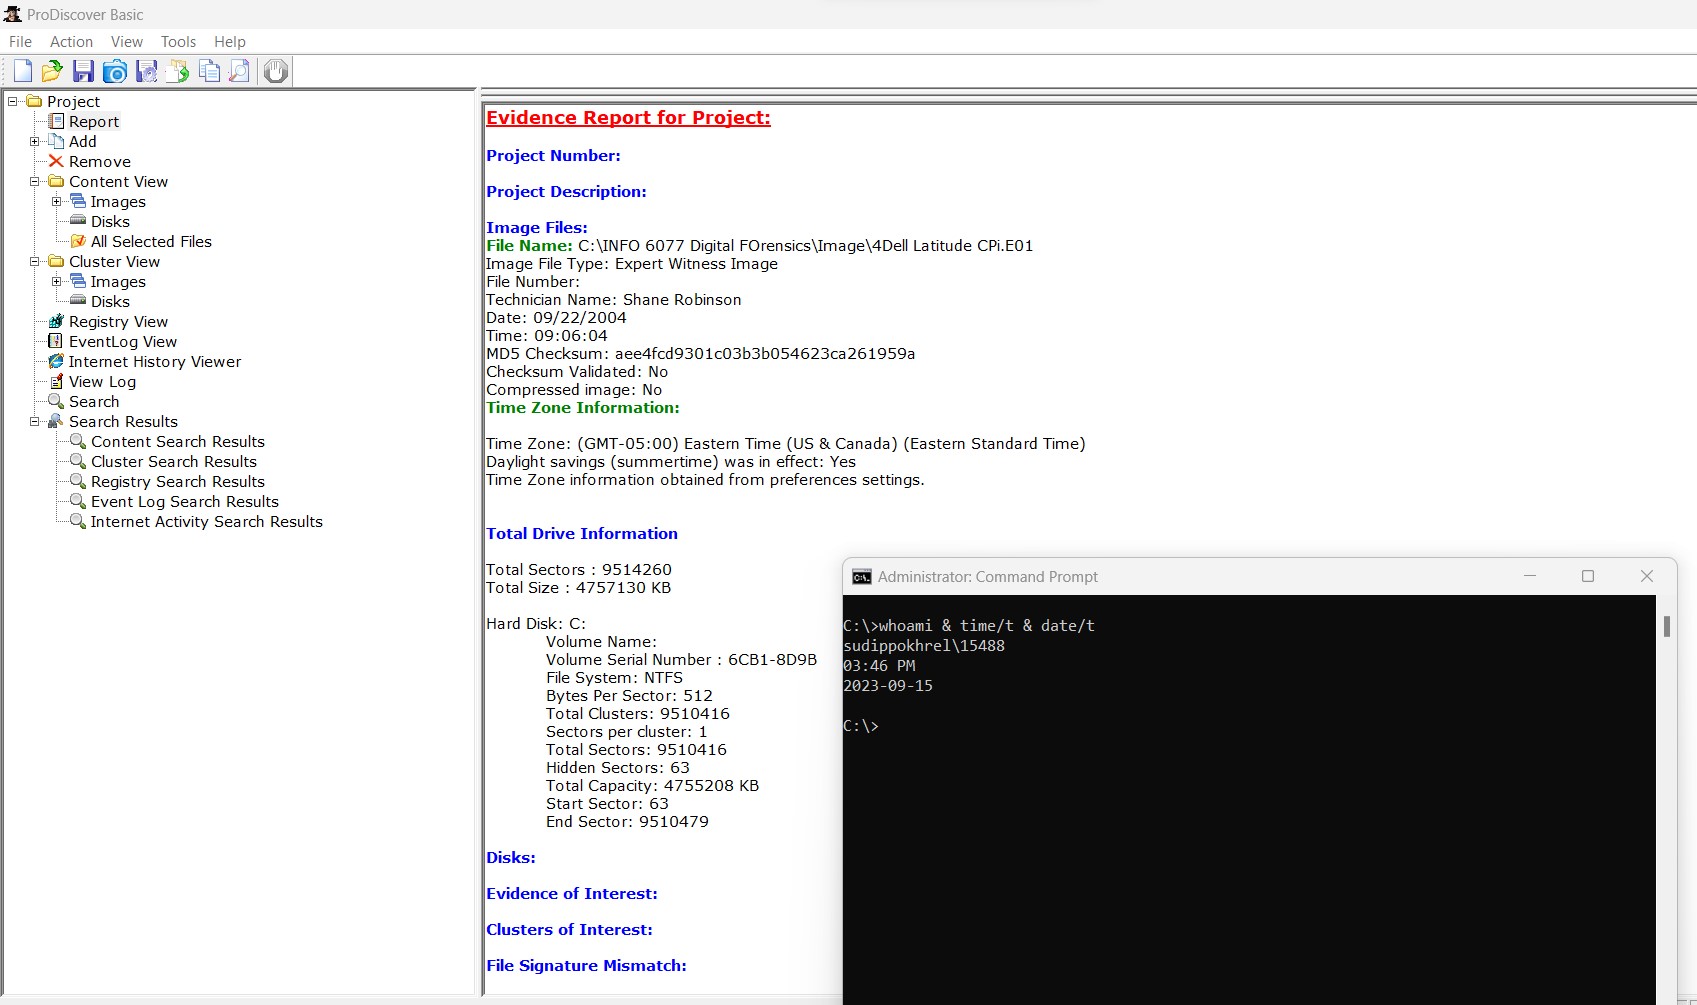 ProDiscover Basic
File Action View Tools Help
Project
Report
Add
Remove
Content View
Images
Disks
All Selected Files
Cluster View
Images
Disks
Registry View
EventLog View
Internet History Viewer
View Log
Search
Search Results
Content Search Results
Cluster Search Results
Registry Search Results
Event Log Search Results
Internet Activity Search Results
Evidence Report for Project:
Project Number:
Project Description:
Image Files:
File Name: C:\INFO 6077 Digital FOrensics\Image\4Dell Latitude CPi.E01
Image File Type: Expert Witness Image
File Number:
Technician Name: Shane Robinson
Date: 09/22/2004
Time: 09:06:04
MD5 Checksum: aee4fcd9301c03b3b054623ca261959a
Checksum Validated: No
Compressed image: No
Time Zone Information:
Time Zone: (GMT-05:00) Eastern Time (US & Canada) (Eastern Standard Time)
Daylight savings (summertime) was in effect: Yes
Time Zone information obtained from preferences settings.
Total Drive Information
Total Sectors : 9514260
Total Size : 4757130 KB
Hard Disk: C:
Volume Name:
Volume Serial Number : 6CB1-8D9B
File System: NTFS
Bytes Per Sector: 512
Total Clusters: 9510416
Sectors per cluster: 1
Total Sectors: 9510416
Hidden Sectors: 63
Total Capacity: 4755208 KB
Start Sector: 63
End Sector: 9510479
Disks:
Evidence of Interest:
Clusters of Interest:
File Signature Mismatch:
Administrator: Command Prompt
C:\>whoami & time/t & date/t
sudippokhrel\15488
03:46 PM
2023-09-15
C:\>